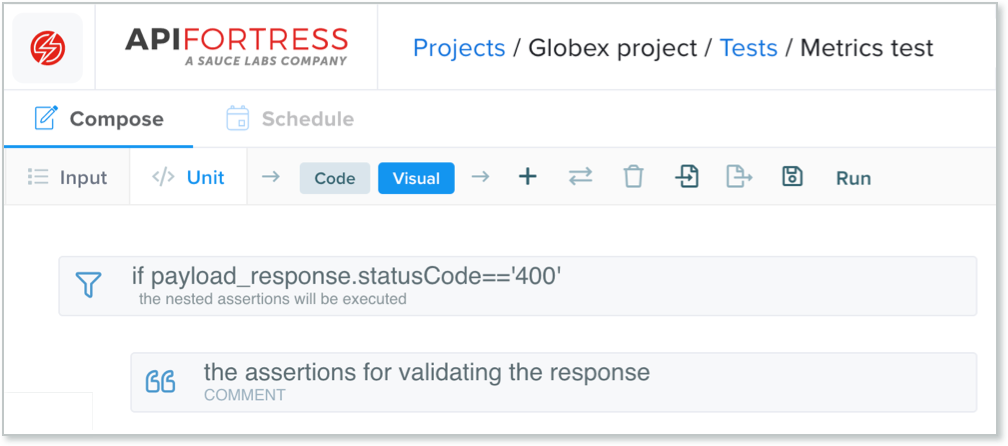 APIFORTRESS
A SAUCE LABS COMPANY
Projects / Globex project / Tests / Metrics test
Compose
Schedule
Input
</> Unit
Code
Visual
Run
if payload_response.statusCode=='400'
the nested assertions will be executed
the assertions for validating the response
COMMENT